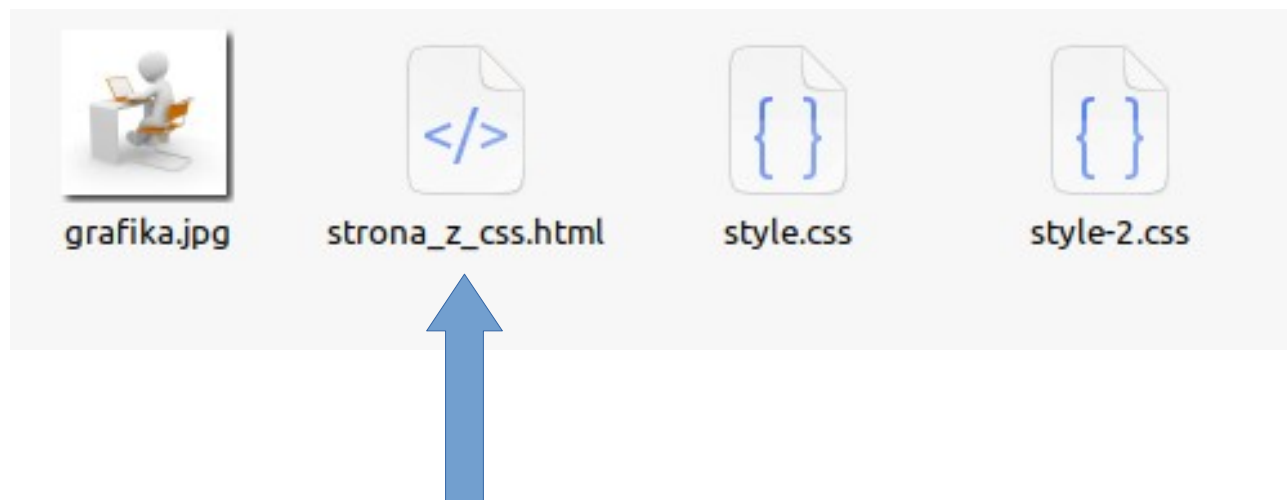 </>
{ }
{ }
grafika.jpg
strona_z_css.html
style.css
style-2.css